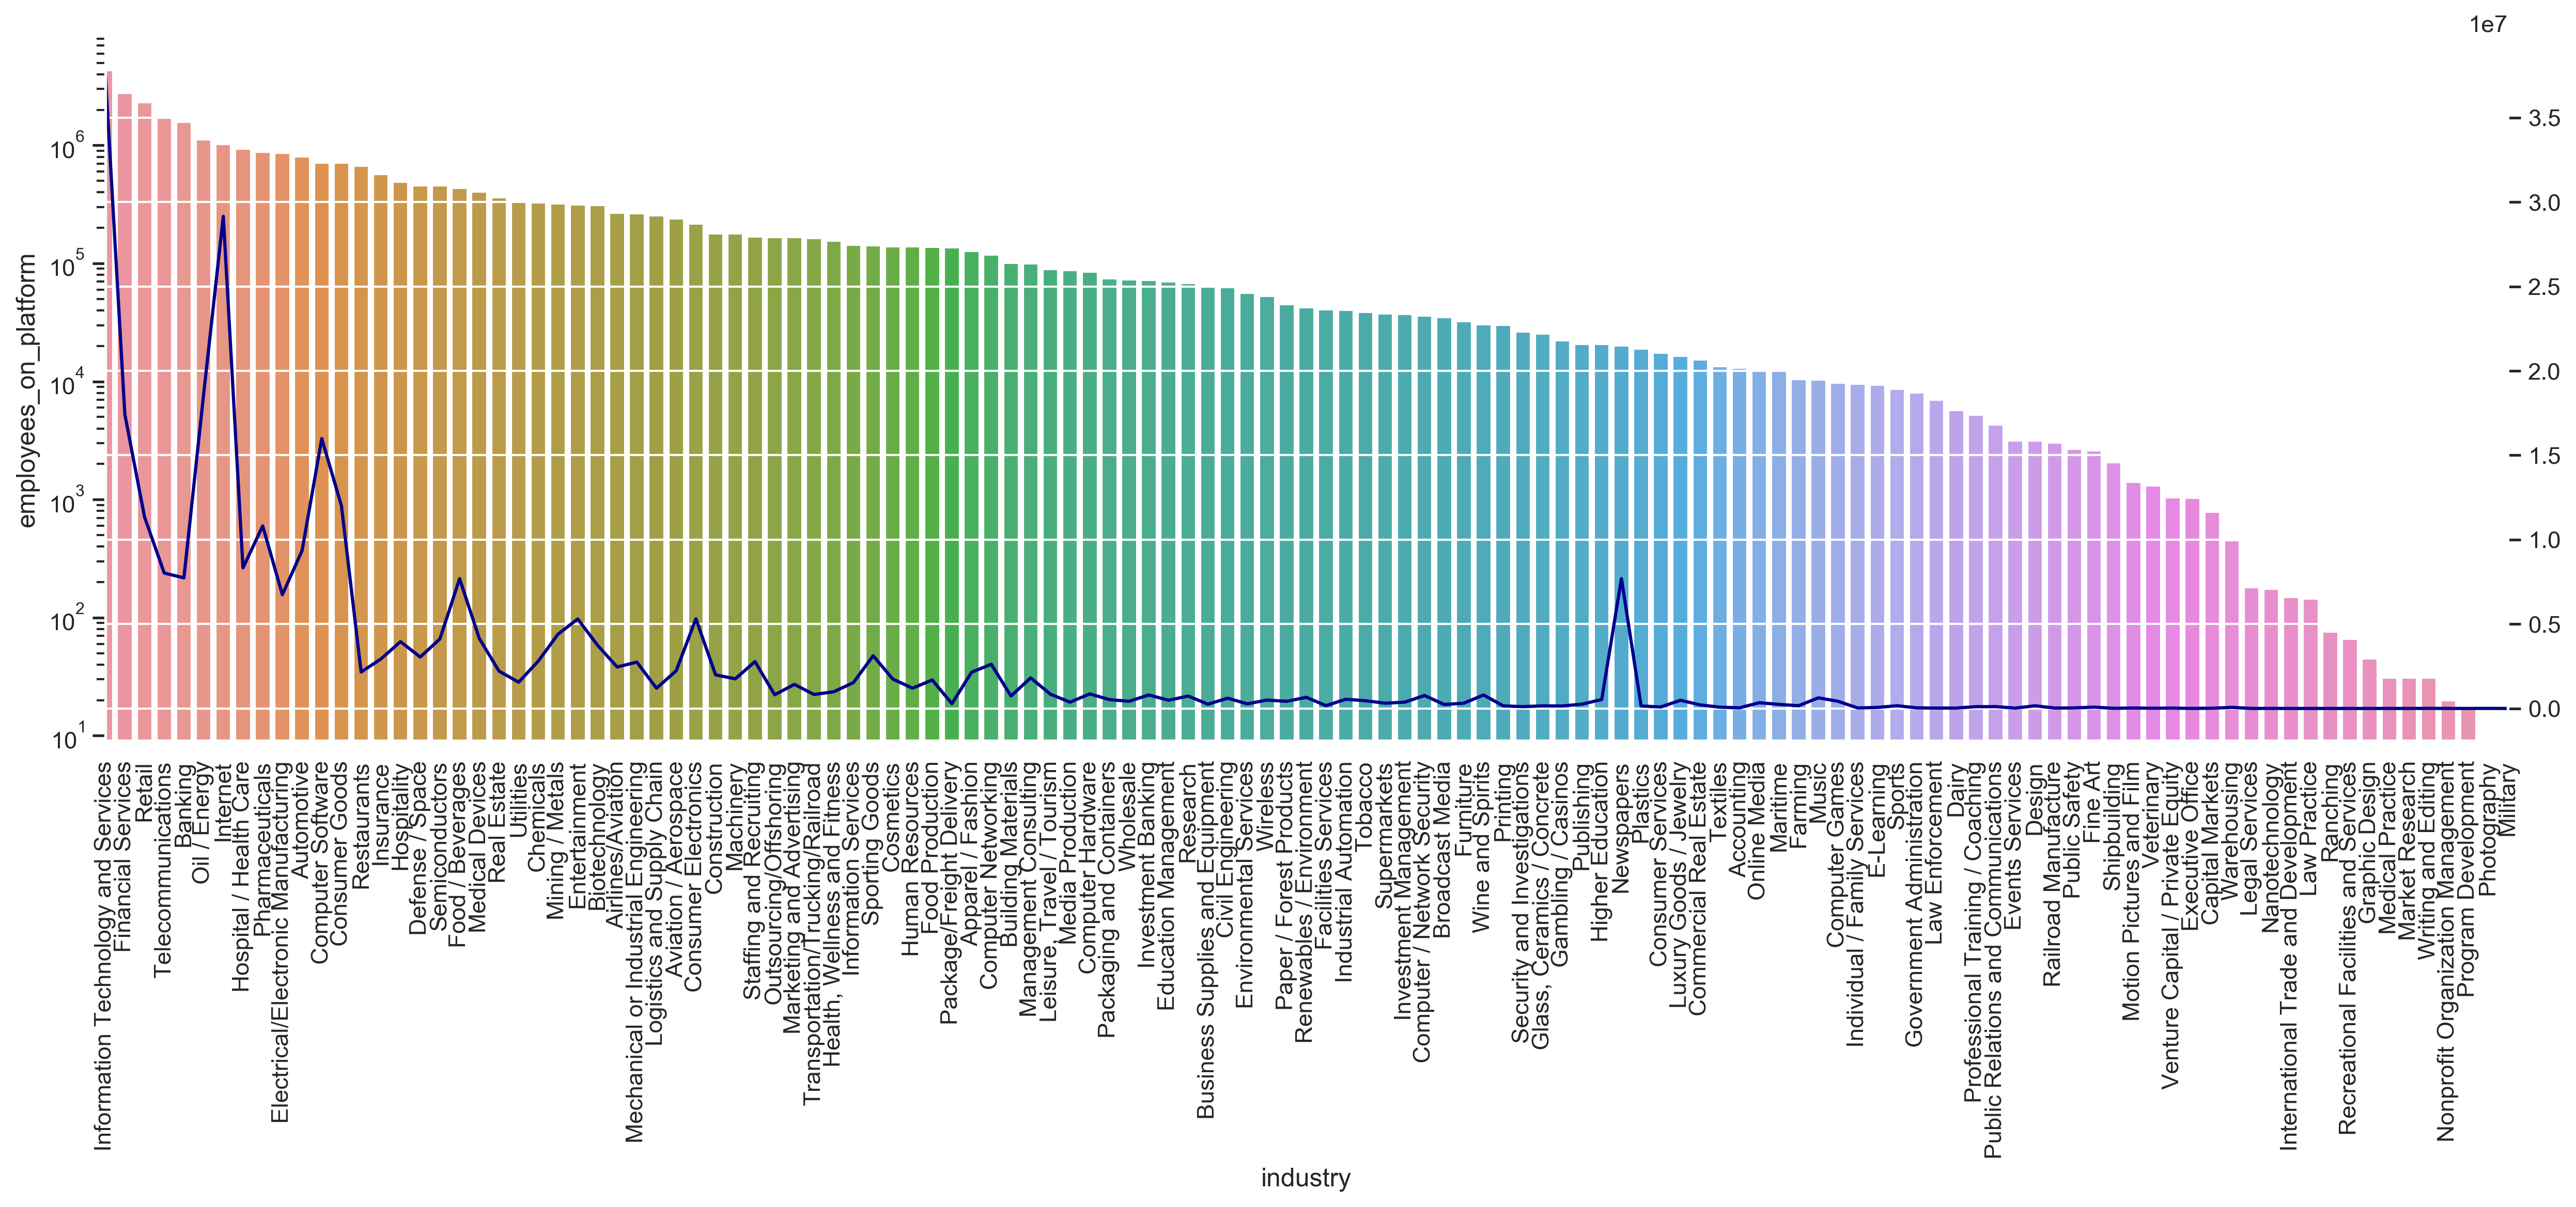 1e7
10^6
10^5
10^4
10^3
10^2
10^1
employees_on_platform
3.5
3.0
2.5
2.0
1.5
1.0
0.5
0.0
Information Technology and Services
Financial Services
Retail
Telecommunications
Banking
Oil / Energy
Internet
Hospital / Health Care
Pharmaceuticals
Electrical/Electronic Manufacturing
Automotive
Computer Software
Consumer Goods
Restaurants
Insurance
Hospitality
Defense / Space
Semiconductors
Food / Beverages
Medical Devices
Real Estate
Utilities
Chemicals
Mining / Metals
Entertainment
Biotechnology
Airlines/Aviation
Mechanical or Industrial Engineering
Logistics and Supply Chain
Aviation / Aerospace
Consumer Electronics
Construction
Machinery
Staffing and Recruiting
Outsourcing/Offshoring
Marketing and Advertising
Transportation/Trucking/Railroad
Health, Wellness and Fitness
Information Services
Sporting Goods
Cosmetics
Human Resources
Food Production
Package/Freight Delivery
Apparel / Fashion
Computer Networking
Building Materials
Management Consulting
Leisure, Travel / Tourism
Media Production
Computer Hardware
Packaging and Containers
Wholesale
Investment Banking
Education Management
Research
Business Supplies and Equipment
Civil Engineering
Environmental Services
Wireless
Paper / Forest Products
Renewables / Environment
Facilities Services
Industrial Automation
Tobacco
Supermarkets
Investment Management
Computer / Network Security
Broadcast Media
Furniture
Wine and Spirits
Printing
Security and Investigations
Glass, Ceramics / Concrete
Gambling / Casinos
Publishing
Higher Education
Newspapers
Plastics
Consumer Services
Luxury Goods / Jewelry
Commercial Real Estate
Textiles
Accounting
Online Media
Maritime
Farming
Music
Computer Games
Individual / Family Services
E-Learning
Sports
Government Administration
Law Enforcement
Dairy
Professional Training / Coaching
Public Relations and Communications
Events Services
Design
Railroad Manufacture
Public Safety
Fine Art
Shipbuilding
Motion Pictures and Film
Veterinary
Venture Capital / Private Equity
Executive Office
Capital Markets
Warehousing
Legal Services
Nanotechnology
International Trade and Development
Law Practice
Ranching
Recreational Facilities and Services
Graphic Design
Medical Practice
Market Research
Writing and Editing
Nonprofit Organization Management
Program Development
Photography
Military
industry